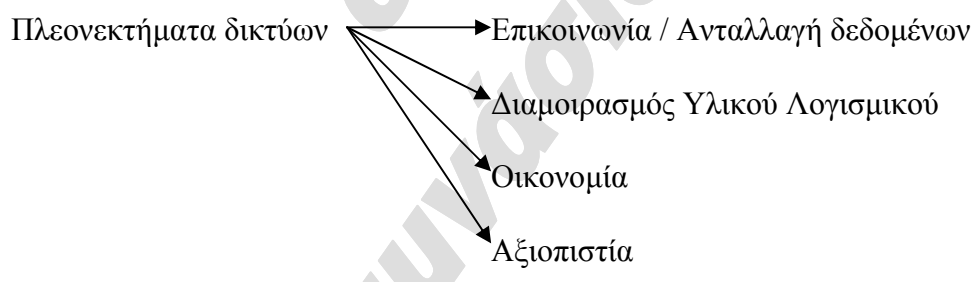 Πλεονεκτήματα δικτύων Επικοινωνία / Ανταλλαγή δεδομένων
Διαμοιρασμός Υλικού Λογισμικού
Οικονομία
Αξιοπιστία